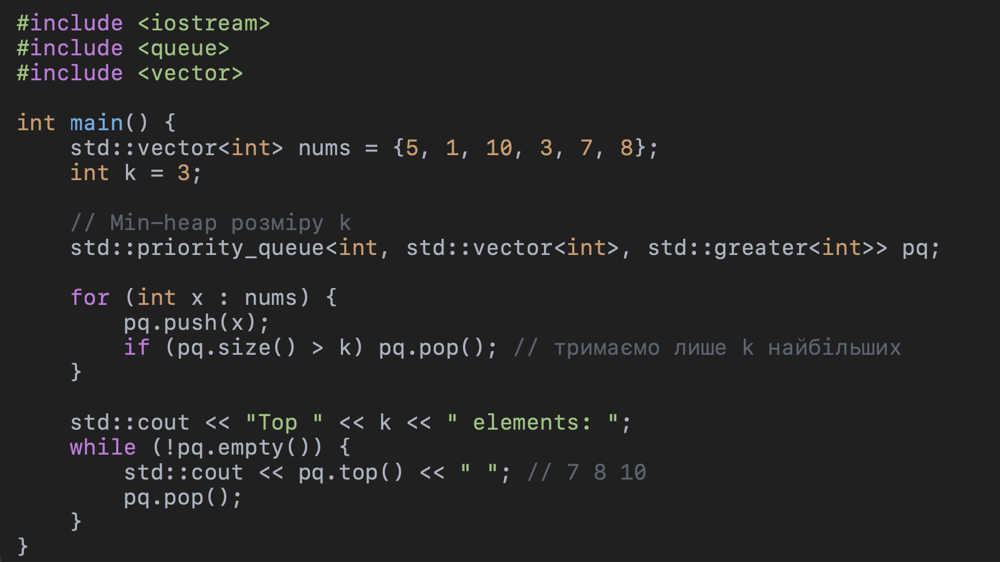 #include <iostream>
#include <queue>
#include <vector>

int main() {
    std::vector<int> nums = {5, 1, 10, 3, 7, 8};
    int k = 3;

    // Min-heap розміру k
    std::priority_queue<int, std::vector<int>, std::greater<int>> pq;

    for (int x : nums) {
        pq.push(x);
        if (pq.size() > k) pq.pop(); // тримаємо лише k найбільших
    }

    std::cout << "Top " << k << " elements: ";
    while (!pq.empty()) {
        std::cout << pq.top() << " "; // 7 8 10
        pq.pop();
    }
}